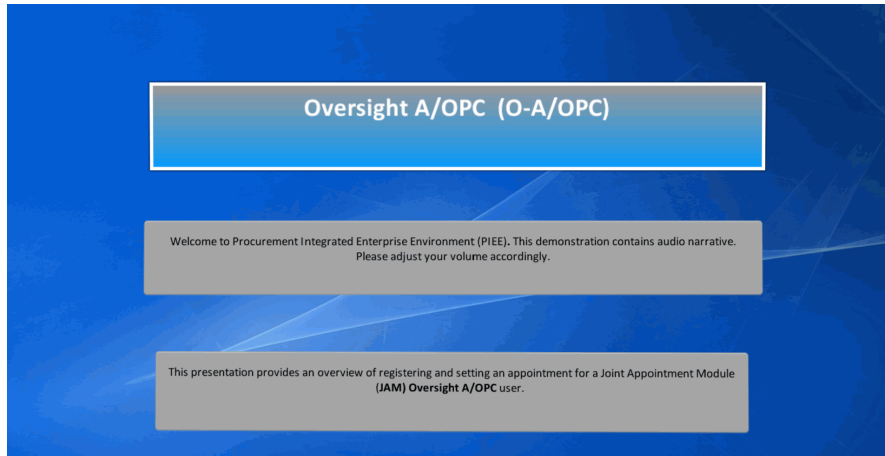 Oversight A/OPC (O-A/OPC)
Welcome to Procurement Integrated Enterprise Environment (PIEE). This demonstration contains audio narrative.
Please adjust your volume accordingly.
This presentation provides an overview of registering and setting an appointment for a Joint Appointment Module
(JAM) Oversight A/OPC user.